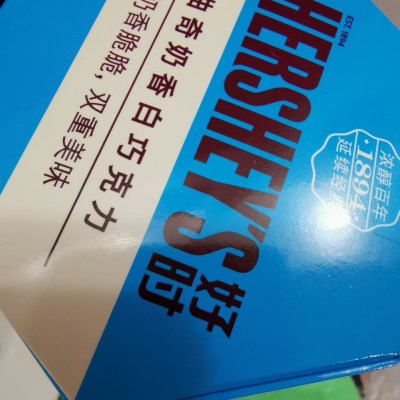 EST. 1894
HERSHEY'S
好时
曲奇奶香白巧克力
奶香脆脆，双重美味
浓醇百年
·1894·
延续经典